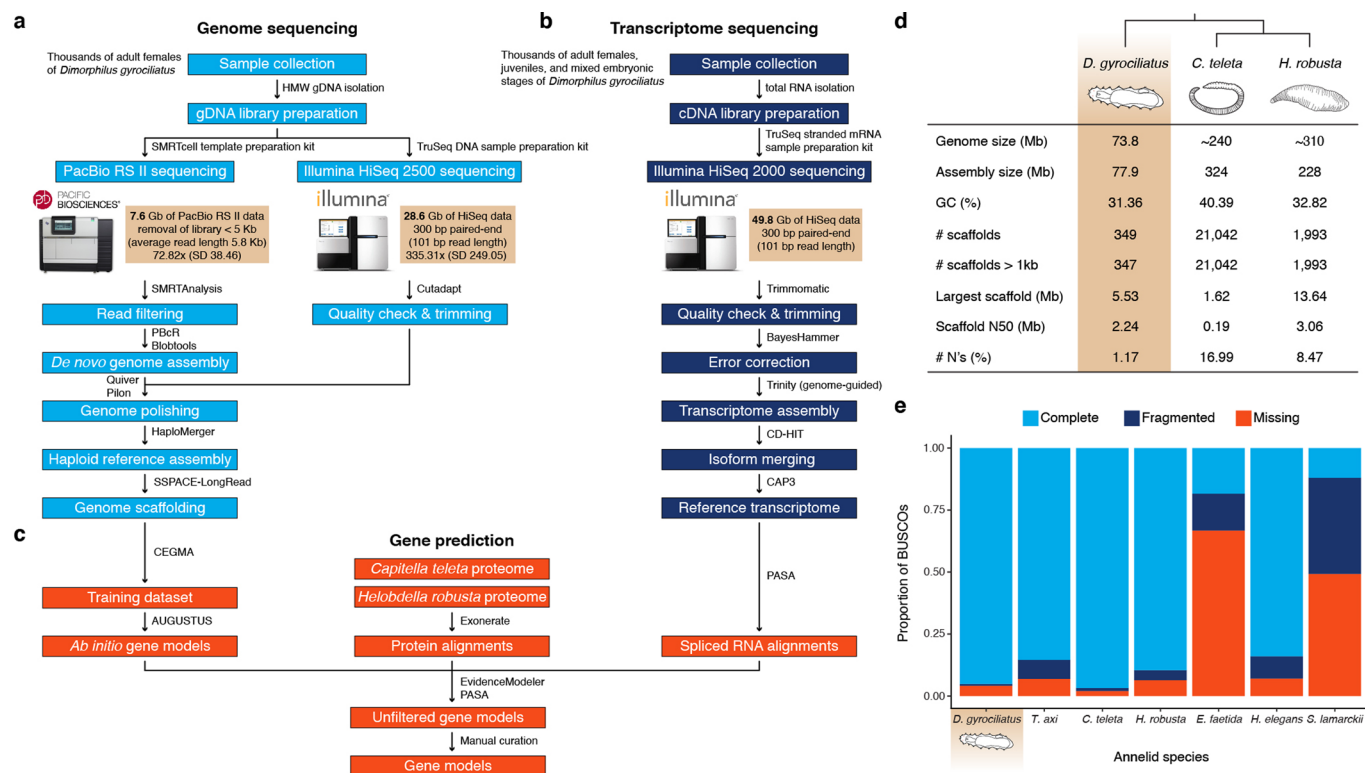 a
Genome sequencing
Thousands of adult females
of Dimorphilus gyrociliatus
Sample collection
HMW gDNA isolation
gDNA library preparation
SMRTcell template preparation kit
TruSeq DNA sample preparation kit
PacBio RS II sequencing
Illumina HiSeq 2500 sequencing
PACIFIC
BIOSCIENCES®
7.6 Gb of PacBio RS II data
removal of library < 5 Kb
(average read length 5.8 Kb)
72.82x (SD 38.46)
illumina®
28.6 Gb of HiSeq data
300 bp paired-end
(101 bp read length)
335.31x (SD 249.05)
SMRTAnalysis
Cutadapt
Read filtering
Quality check & trimming
PBcR
Blobtools
De novo genome assembly
Quiver
Pilon
Genome polishing
HaploMerger
Haploid reference assembly
SSPACE-LongRead
Genome scaffolding
b
Transcriptome sequencing
Thousands of adult females,
juveniles, and mixed embryonic
stages of Dimorphilus gyrociliatus
Sample collection
total RNA isolation
cDNA library preparation
TruSeq stranded mRNA
sample preparation kit
Illumina HiSeq 2000 sequencing
illumina®
49.8 Gb of HiSeq data
300 bp paired-end
(101 bp read length)
Trimmomatic
Quality check & trimming
BayesHammer
Error correction
Trinity (genome-guided)
Transcriptome assembly
CD-HIT
Isoform merging
CAP3
Reference transcriptome
c
Gene prediction
CEGMA
Capitella teleta proteome
Helobdella robusta proteome
PASA
Training dataset
AUGUSTUS
Exonerate
Ab initio gene models
Protein alignments
Spliced RNA alignments
EvidenceModeler
PASA
Unfiltered gene models
Manual curation
Gene models
d
D. gyrociliatus C. teleta H. robusta
Genome size (Mb) 73.8 ~240 ~310
Assembly size (Mb) 77.9 324 228
GC (%) 31.36 40.39 32.82
# scaffolds 349 21,042 1,993
# scaffolds > 1kb 347 21,042 1,993
Largest scaffold (Mb) 5.53 1.62 13.64
Scaffold N50 (Mb) 2.24 0.19 3.06
# N's (%) 1.17 16.99 8.47
e
Complete Fragmented Missing
Proportion of BUSCOs
1.00
0.75
0.50
0.25
0.00
D. gyrociliatus T. axi C. teleta H. robusta E. faetida H. elegans S. lamarckii
Annelid species